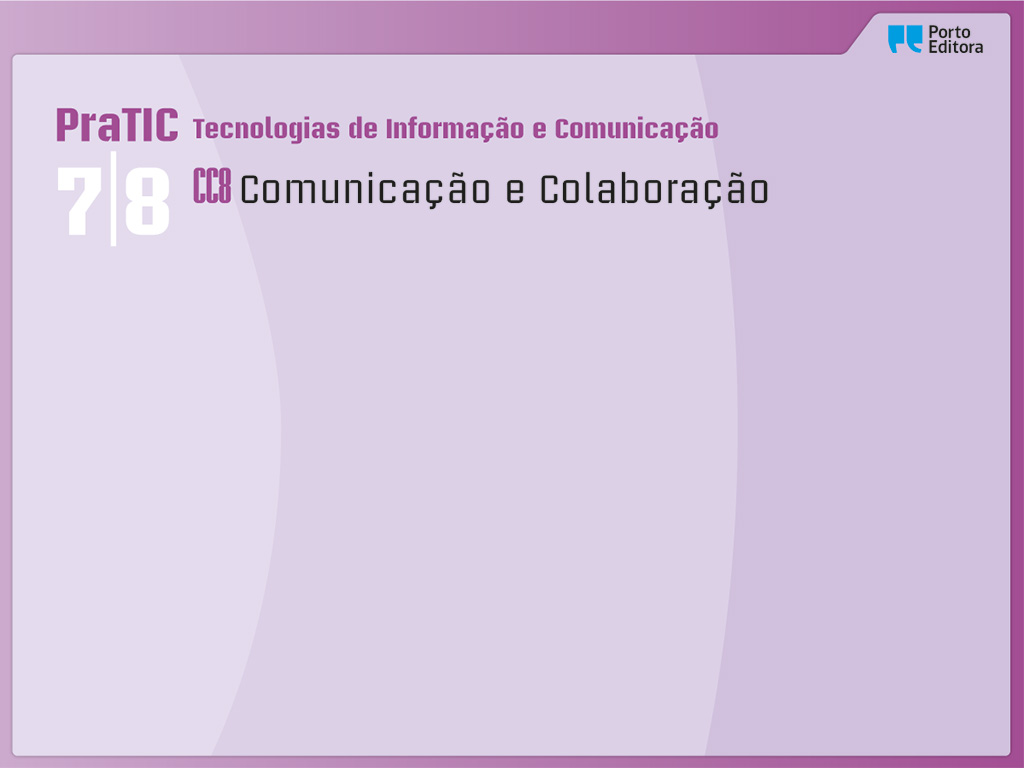 Porto
Editora
PraTIC Tecnologias de Informação e Comunicação
7|8 CC8 Comunicação e Colaboração